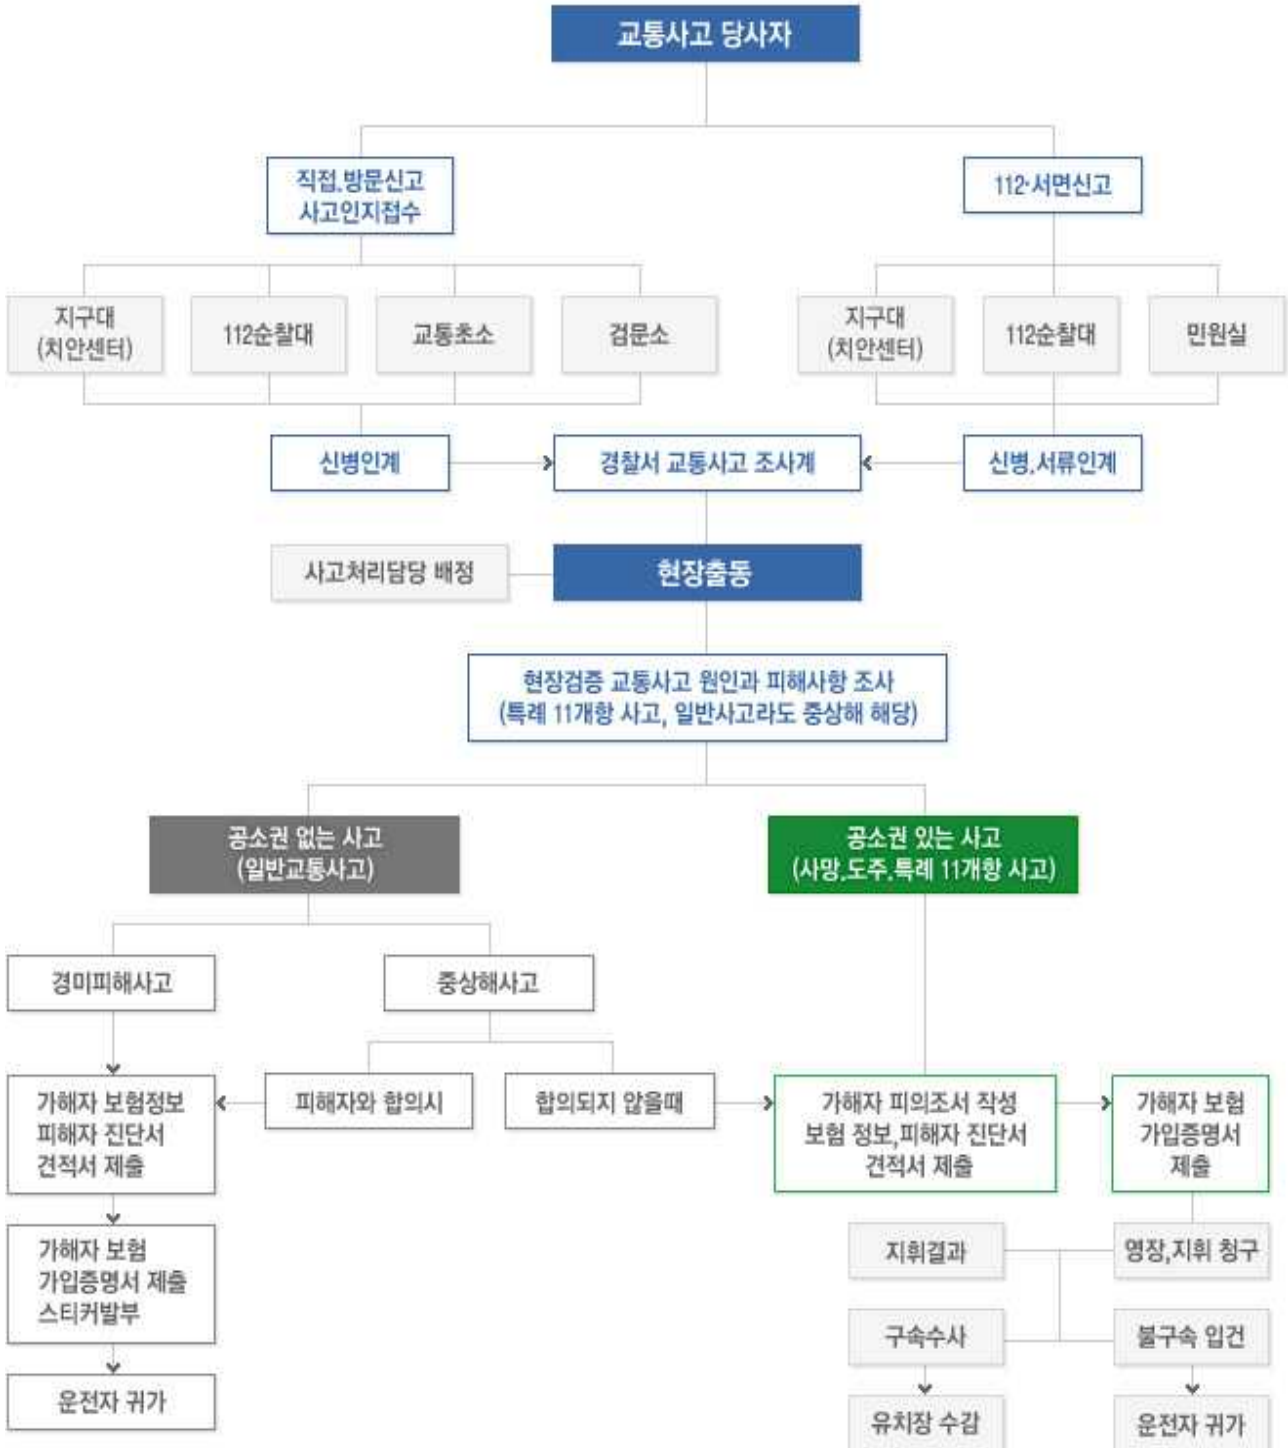 교통사고 당사자
직접.방문신고
사고인지접수
112·서면신고
지구대
(치안센터)
112순찰대
교통초소
검문소
지구대
(치안센터)
112순찰대
민원실
신병인계
경찰서 교통사고 조사계
신병.서류인계
사고처리담당 배정
현장출동
현장검증 교통사고 원인과 피해사항 조사
(특례 11개항 사고, 일반사고라도 중상해 해당)
공소권 없는 사고
(일반교통사고)
공소권 있는 사고
(사망.도주.특례 11개항 사고)
경미피해사고
중상해사고
가해자 보험정보
피해자 진단서
견적서 제출
피해자와 합의시
합의되지 않을때
가해자 피의조서 작성
보험 정보,피해자 진단서
견적서 제출
가해자 보험
가입증명서
제출
가해자 보험
가입증명서 제출
스티커발부
지휘결과
영장,지휘 청구
구속수사
불구속 입건
운전자 귀가
유치장 수감
운전자 귀가